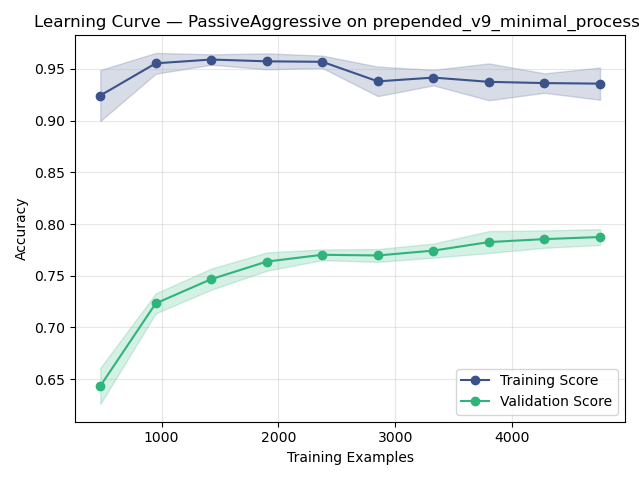 Learning Curve — PassiveAggressive on prepended_v9_minimal_process
0.95
0.90
0.85
0.80
0.75
0.70
0.65
Accuracy
1000
2000
3000
4000
Training Examples
Training Score
Validation Score